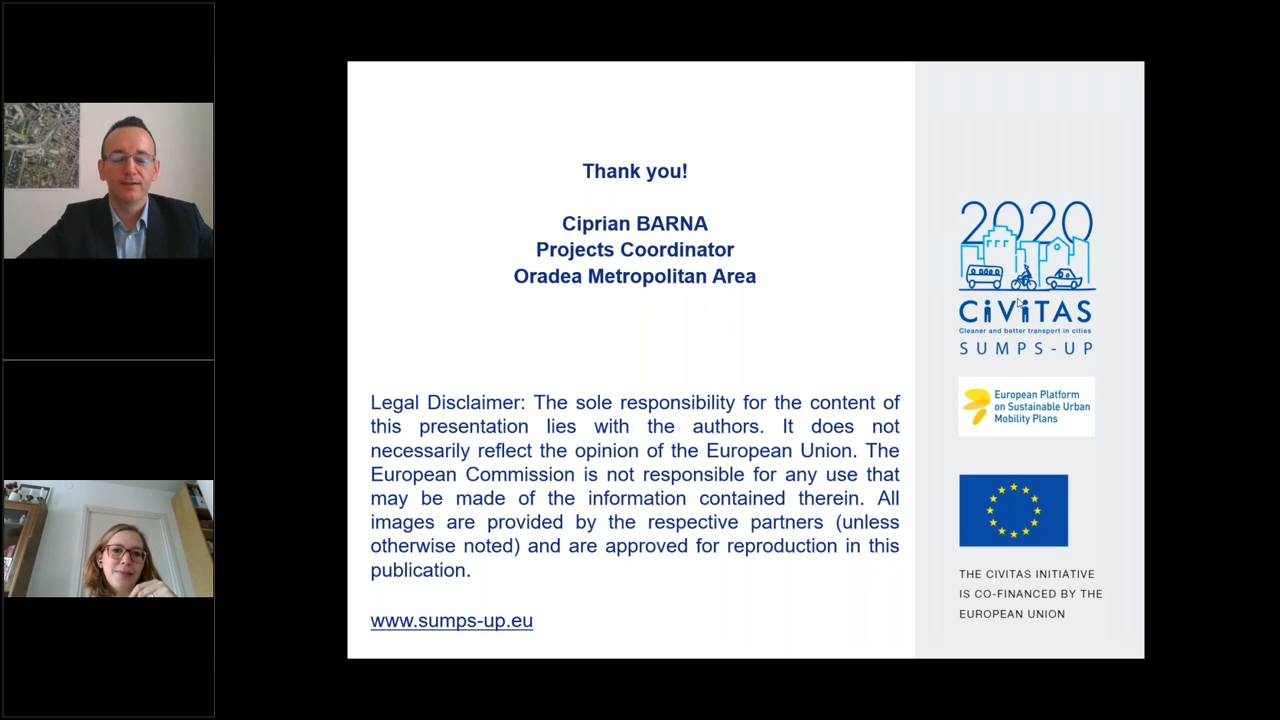 Thank you!
Ciprian BARNA
Projects Coordinator
Oradea Metropolitan Area
Legal Disclaimer: The sole responsibility for the content of
this presentation lies with the authors. It does not
necessarily reflect the opinion of the European Union. The
European Commission is not responsible for any use that
may be made of the information contained therein. All
images are provided by the respective partners (unless
otherwise noted) and are approved for reproduction in this
publication.
www.sumps-up.eu
2020
CiViTAS
Cleaner and better transport in cities
SUMPS-UP
European Platform
on Sustainable Urban
Mobility Plans
THE CIVITAS INITIATIVE
IS CO-FINANCED BY THE
EUROPEAN UNION